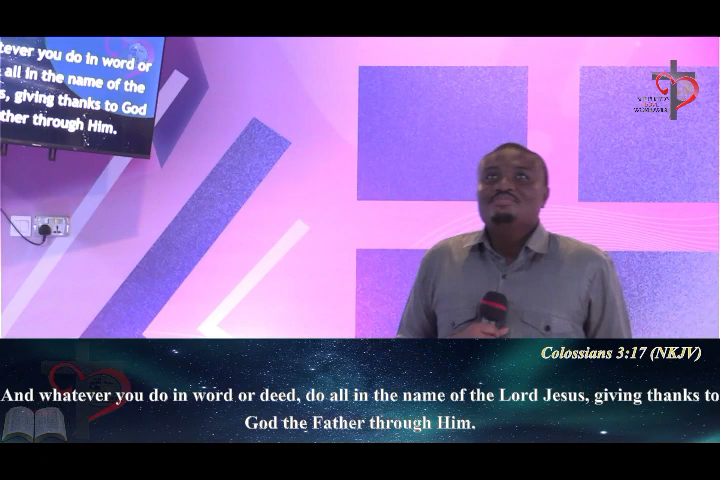 ever you do in word or
all in the name of the
s, giving thanks to God
ther through Him.
Colossians 3:17 (NKJV)
And whatever you do in word or deed, do all in the name of the Lord Jesus, giving thanks to
God the Father through Him.